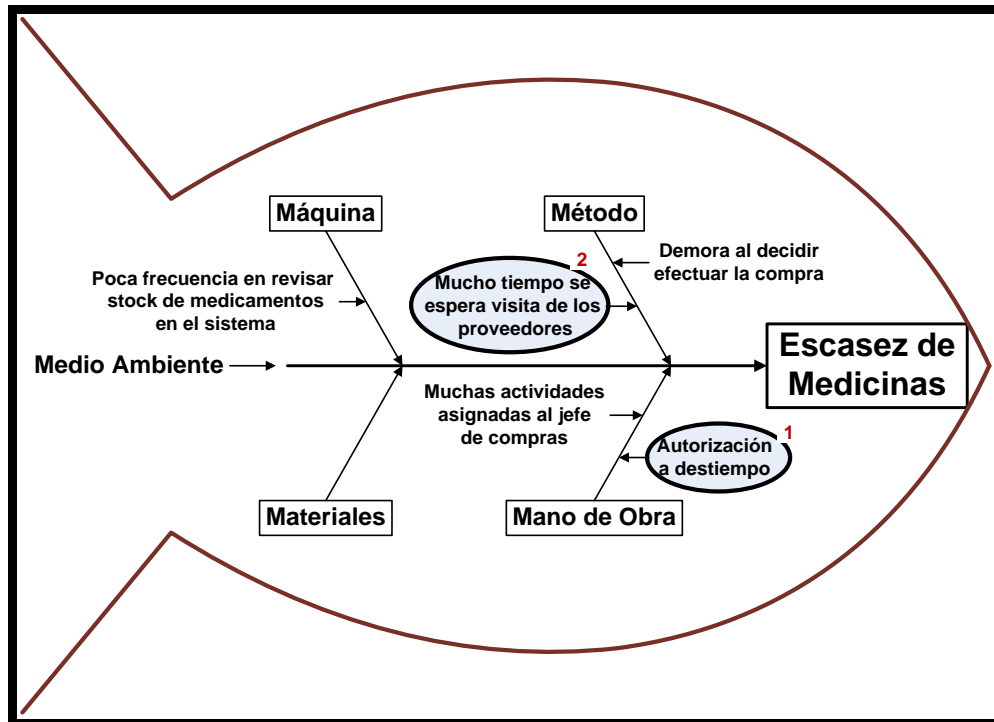 Máquina
Método
Poca frecuencia en revisar
stock de medicamentos
en el sistema
2
Mucho tiempo se
espera visita de los
proveedores
Demora al decidir
efectuar la compra
Medio Ambiente
Escasez de
Medicinas
Muchas actividades
asignadas al jefe
de compras
1
Autorización
a destiempo
Materiales
Mano de Obra